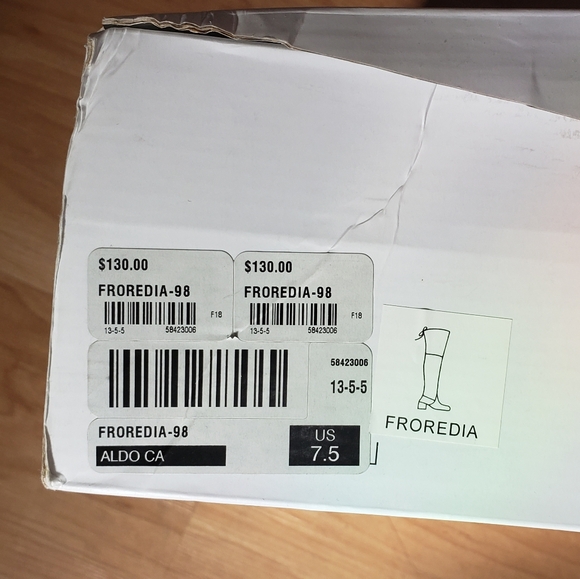 $130.00
FROREDIA-98
F18
13-5-5 58423006
$130.00
FROREDIA-98
F18
13-5-5 58423006
58423006
13-5-5
FROREDIA-98
ALDO CA
US
7.5
FROREDIA